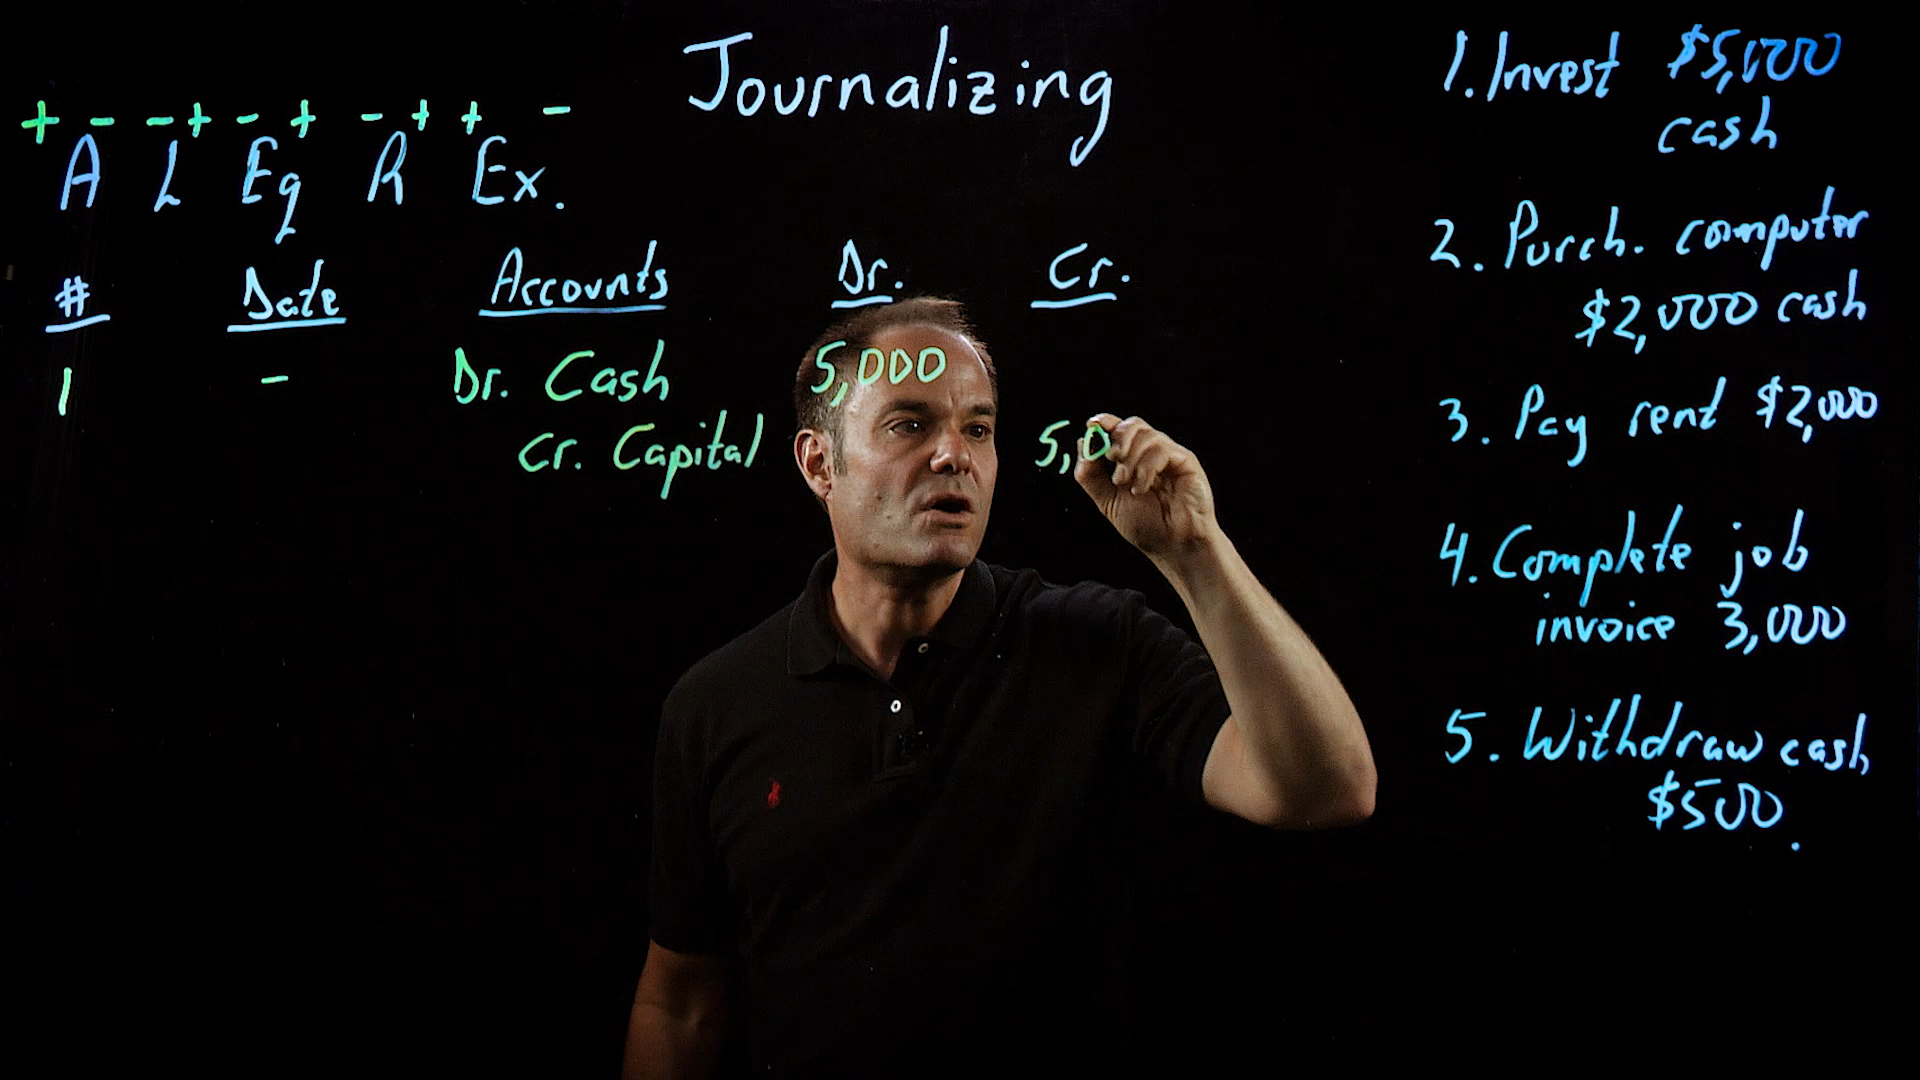 Journalizing
+ - - + - + - + + -
A L Eq R Ex.
# Date Accounts Dr. Cr.
1 - Dr. Cash 5,000
Cr. Capital 5,0
1. Invest $5,000
cash
2. Purch. computer
$2,000 cash
3. Pay rent $2,000
4. Complete job
invoice 3,000
5. Withdraw cash
$500.